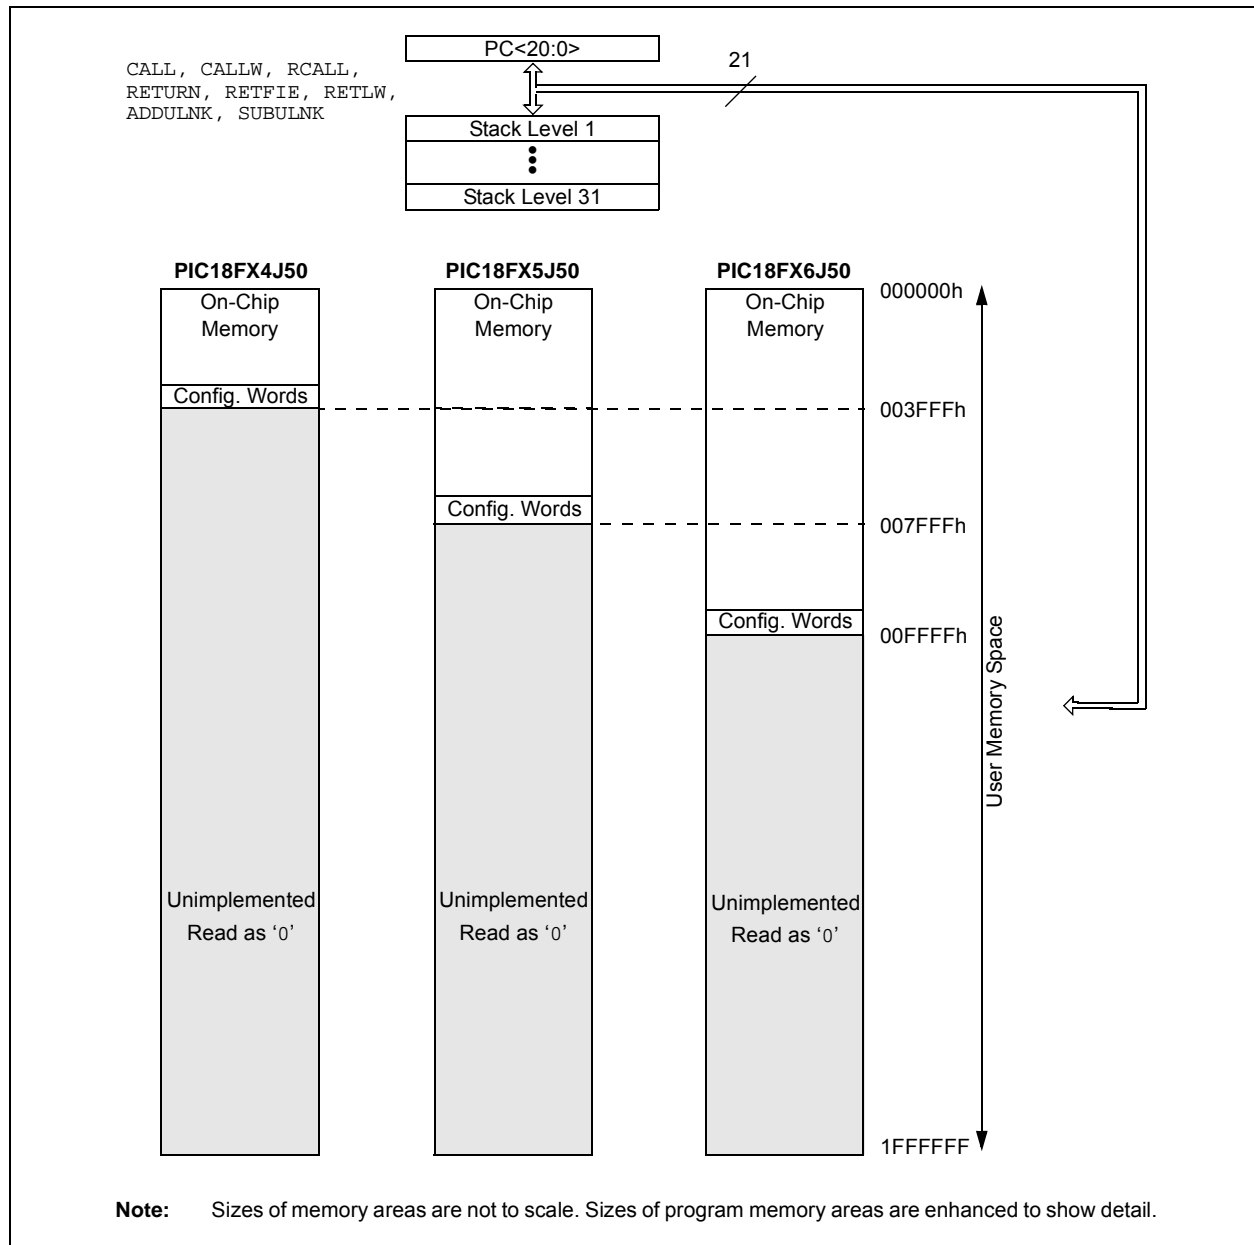 PC<20:0>
21
CALL, CALLW, RCALL,
RETURN, RETFIE, RETLW,
ADDULNK, SUBULNK
Stack Level 1
Stack Level 31
PIC18FX4J50
PIC18FX5J50
PIC18FX6J50
On-Chip
Memory
On-Chip
Memory
On-Chip
Memory
000000h
Config. Words
003FFFh
Config. Words
007FFFh
Config. Words
00FFFFh
User Memory Space
Unimplemented
Read as ‘0’
Unimplemented
Read as ‘0’
Unimplemented
Read as ‘0’
1FFFFFF
Note: Sizes of memory areas are not to scale. Sizes of program memory areas are enhanced to show detail.